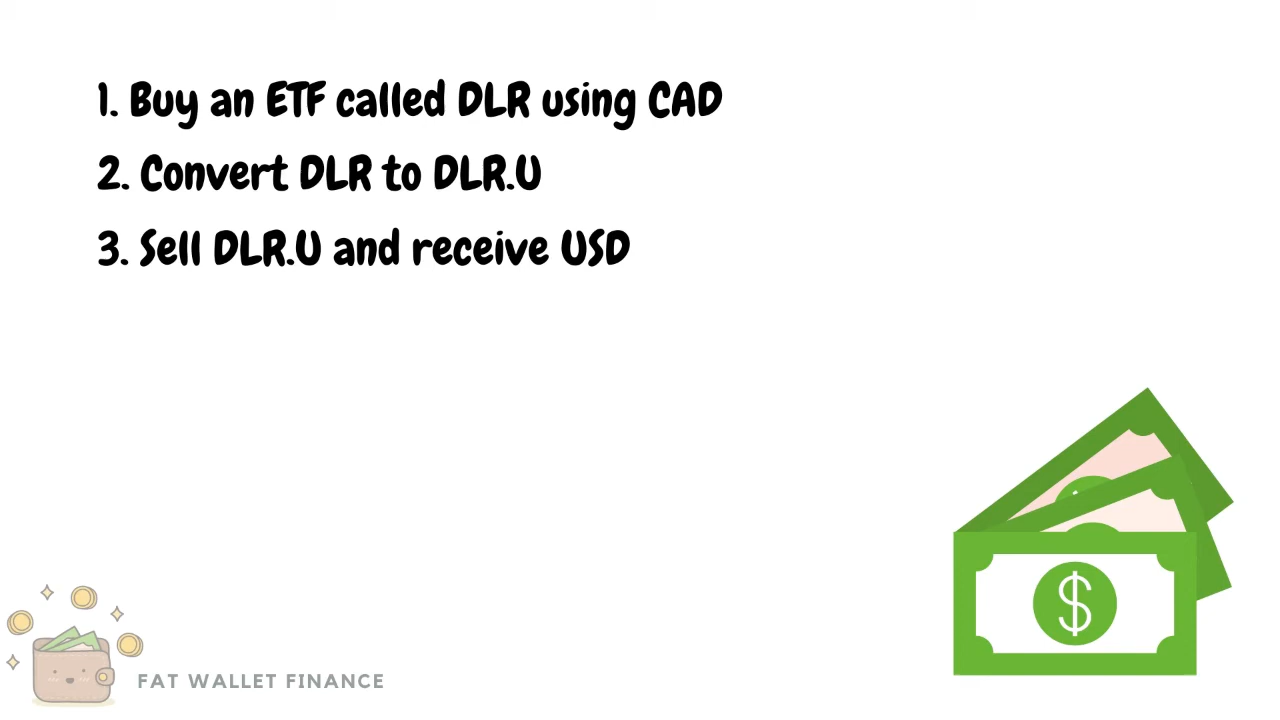 1. Buy an ETF called DLR using CAD
2. Convert DLR to DLR.U
3. Sell DLR.U and receive USD
$
FAT WALLET FINANCE